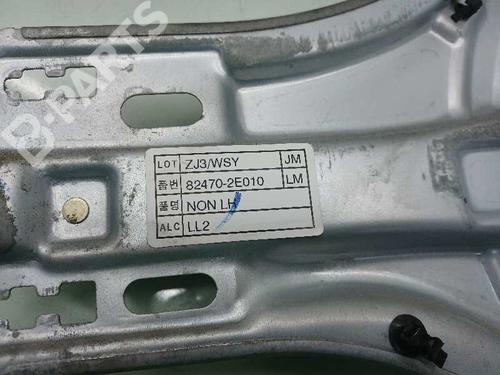 B-PARTS
LOT ZJ3/WSY JM
품번 82470-2E010 LM
품명 NON LH
ALC LL2